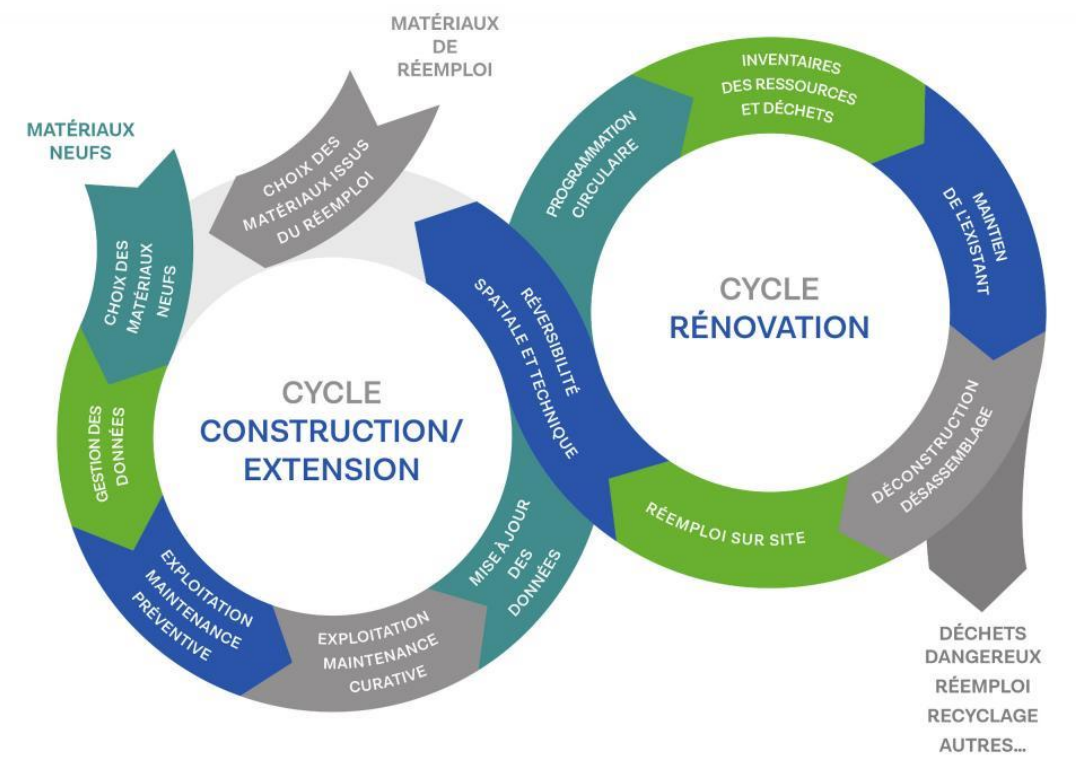 MATÉRIAUX
DE
RÉEMPLOI
MATÉRIAUX
NEUFS
CHOIX DES
MATÉRIAUX ISSUS
DU RÉEMPLOI
CHOIX DES
MATÉRIAUX
NEUFS
GESTION DES
DONNÉES
EXPLOITATION
MAINTENANCE
PRÉVENTIVE
EXPLOITATION
MAINTENANCE
CURATIVE
MISE À JOUR
DES
DONNÉES
CYCLE
CONSTRUCTION/
EXTENSION
PROGRAMMATION
CIRCULAIRE
INVENTAIRES
DES RESSOURCES
ET DÉCHETS
MAINTIEN
DE L'EXISTANT
DÉCONSTRUCTION
DÉSASSEMBLAGE
RÉEMPLOI SUR SITE
RÉVERSIBILITÉ
SPATIALE ET TECHNIQUE
CYCLE
RÉNOVATION
DÉCHETS
DANGEREUX
RÉEMPLOI
RECYCLAGE
AUTRES...